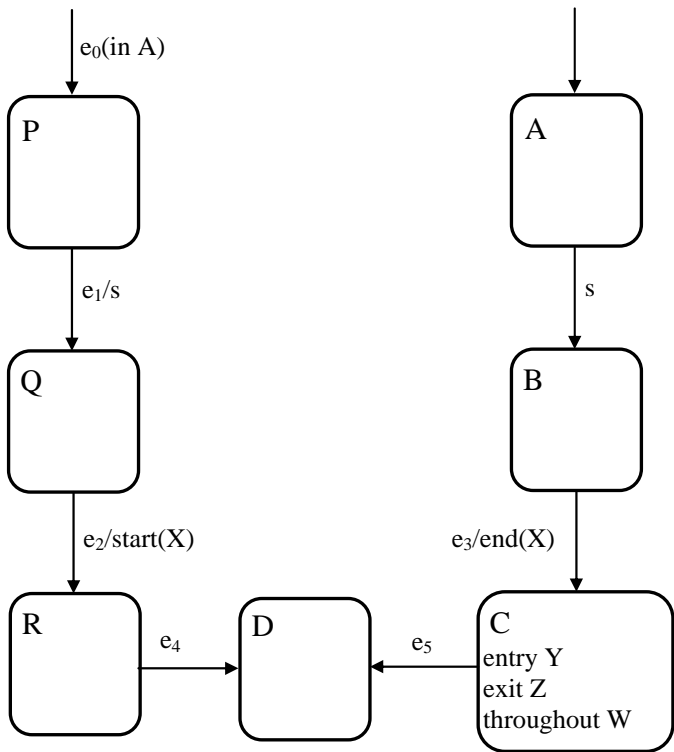 e₀(in A)
P
A
e₁/s
s
Q
B
e₂/start(X)
e₃/end(X)
R
e₄
D
e₅
C
entry Y
exit Z
throughout W